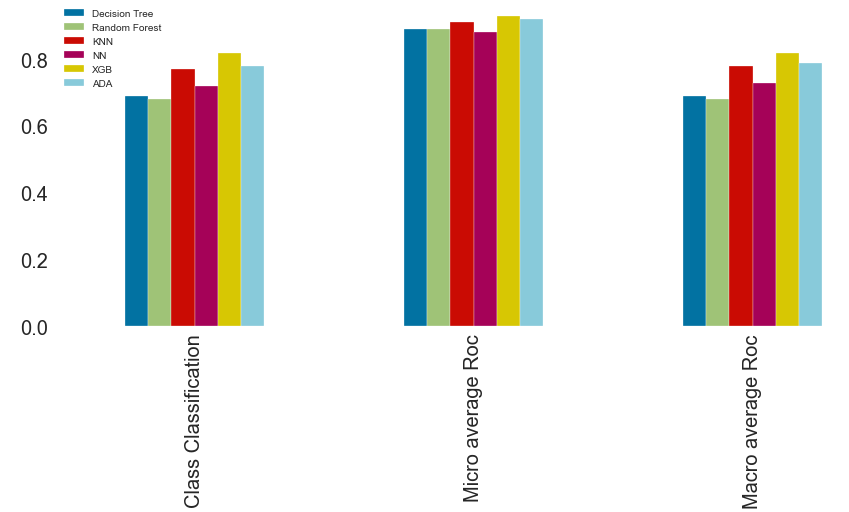 Decision Tree
Random Forest
KNN
NN
XGB
ADA
0.8
0.6
0.4
0.2
0.0
Class Classification
Micro average Roc
Macro average Roc